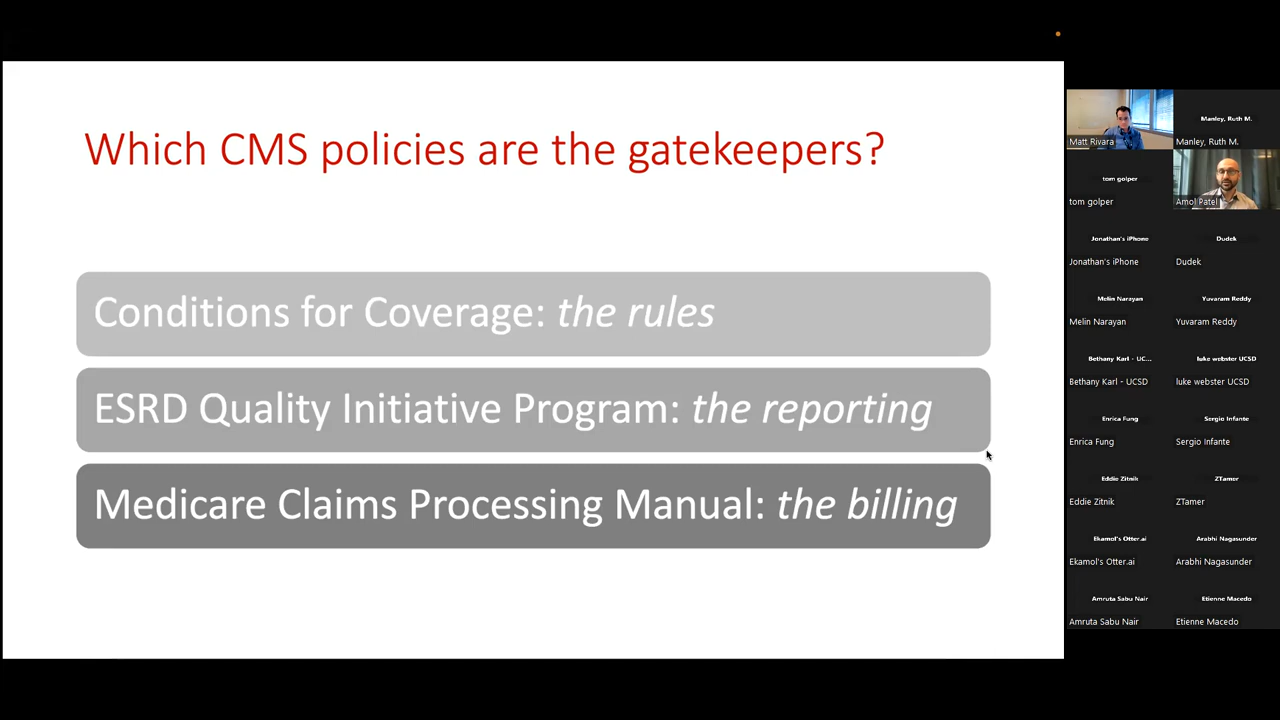 Which CMS policies are the gatekeepers?
Conditions for Coverage: the rules
ESRD Quality Initiative Program: the reporting
Medicare Claims Processing Manual: the billing
Matt Rivara
Manley, Ruth M.
Manley, Ruth M.
tom golper
tom golper
Amol Patel
Jonathan's iPhone
Jonathan's iPhone
Dudek
Dudek
Melin Narayan
Melin Narayan
Yuvaram Reddy
Yuvaram Reddy
Bethany Karl - UC...
Bethany Karl - UCSD
luke webster UCSD
luke webster UCSD
Enrica Fung
Enrica Fung
Sergio Infante
Sergio Infante
Eddie Zitnik
Eddie Zitnik
ZTamer
ZTamer
Ekamol's Otter.ai
Ekamol's Otter.ai
Arabhi Nagasunder
Arabhi Nagasunder
Amruta Sabu Nair
Amruta Sabu Nair
Etienne Macedo
Etienne Macedo